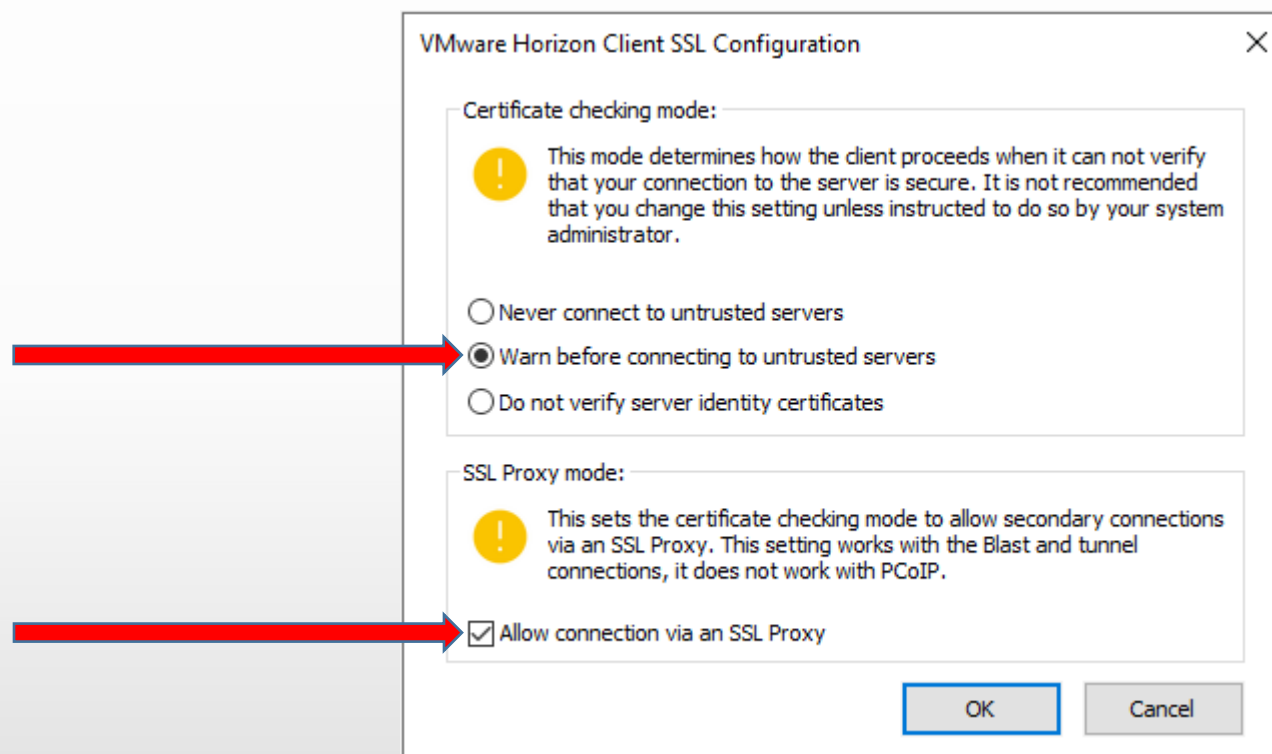 VMware Horizon Client SSL Configuration
Certificate checking mode:
This mode determines how the client proceeds when it can not verify
that your connection to the server is secure. It is not recommended
that you change this setting unless instructed to do so by your system
administrator.
Never connect to untrusted servers
Warn before connecting to untrusted servers
Do not verify server identity certificates
SSL Proxy mode:
This sets the certificate checking mode to allow secondary connections
via an SSL Proxy. This setting works with the Blast and tunnel
connections, it does not work with PCoIP.
Allow connection via an SSL Proxy
OK
Cancel